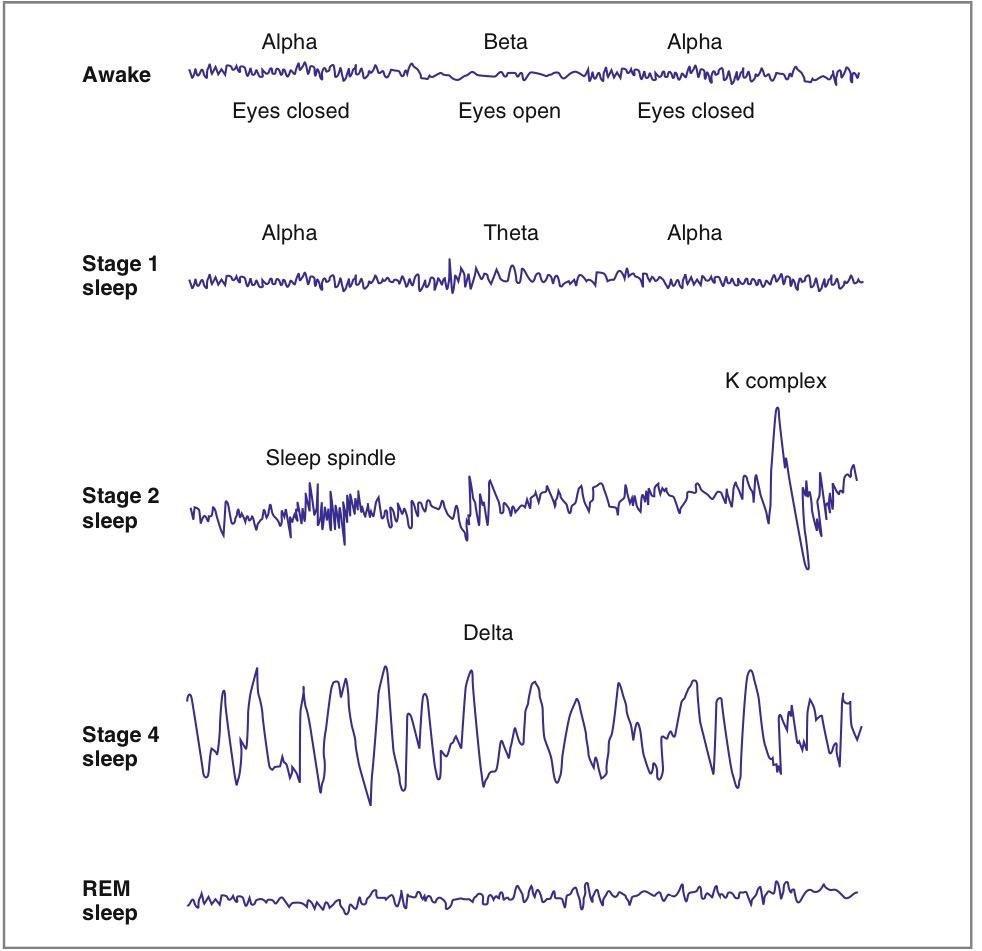 Alpha Beta Alpha
Awake
Eyes closed Eyes open Eyes closed
Alpha Theta Alpha
Stage 1
sleep
K complex
Sleep spindle
Stage 2
sleep
Delta
Stage 4
sleep
REM
sleep